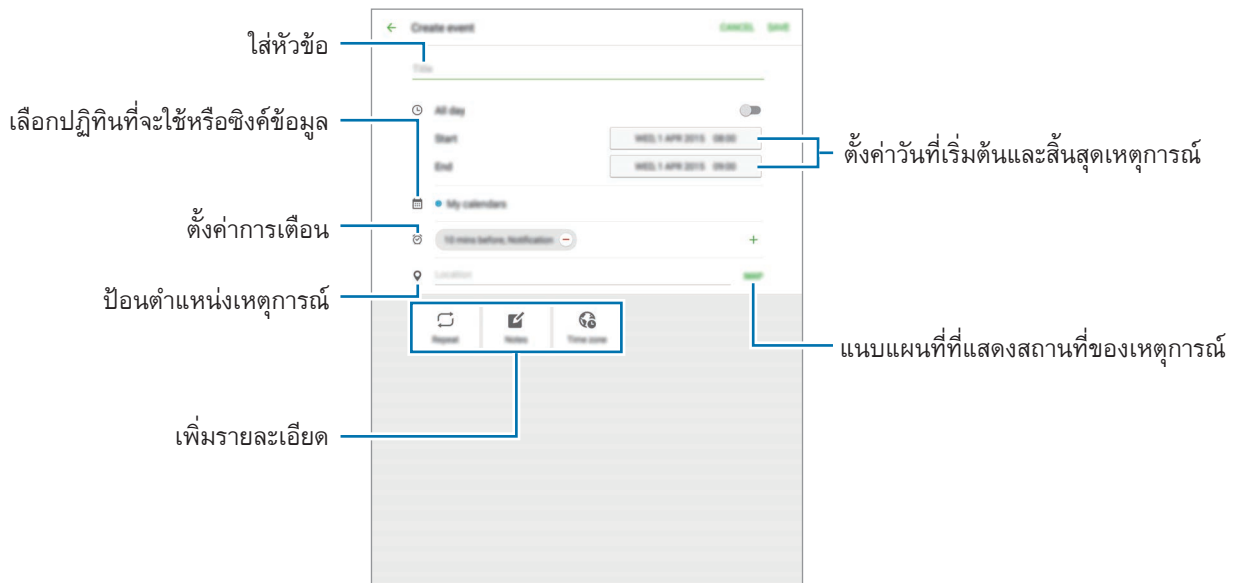 Create event
CANCEL SAVE
ใส่หัวข้อ
Title
เลือกปฏิทินที่จะใช้หรือซิงค์ข้อมูล
All day
Start
WED, 1 APR 2015 08:00
End
WED, 1 APR 2015 09:00
ตั้งค่าวันที่เริ่มต้นและสิ้นสุดเหตุการณ์
My calendars
ตั้งค่าการเตือน
10 mins before, Notification
ป้อนตำแหน่งเหตุการณ์
Location
MAP
Repeat
Notes
Time zone
แนบแผนที่ที่แสดงสถานที่ของเหตุการณ์
เพิ่มรายละเอียด